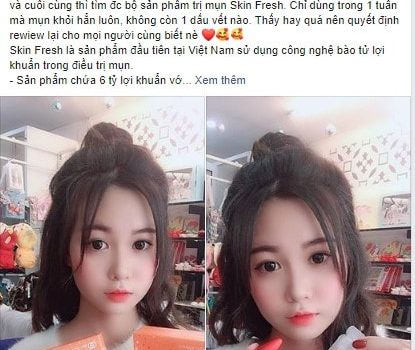 và cuối cùng thì tìm đc bộ sản phẩm trị mụn Skin Fresh. Chỉ dùng trong 1 tuần
mà mụn khỏi hẳn luôn, không còn 1 dấu vết nào. Thấy hay quá nên quyết định
rewiew lại cho mọi người cùng biết nè ❤️🥰🥰
Skin Fresh là sản phẩm đầu tiên tại Việt Nam sử dụng công nghệ bào tử lợi
khuẩn trong điều trị mụn.
- Sản phẩm chứa 6 tỷ lợi khuẩn vớ... Xem thêm